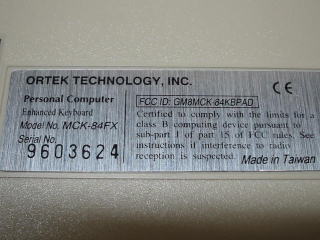 ORTEK TECHNOLOGY, INC.
CE
Personal Computer
Enhanced Keyboard
Model No. MCK-84FX
Serial No.
9603624
FCC ID: GM8MCK-84KBPAD
Certified to comply with the limits for a
class B computing device pursuant to
sub-part J of part 15 of FCC rules. See
instructions if interference to radio
reception is suspected.
Made in Taiwan